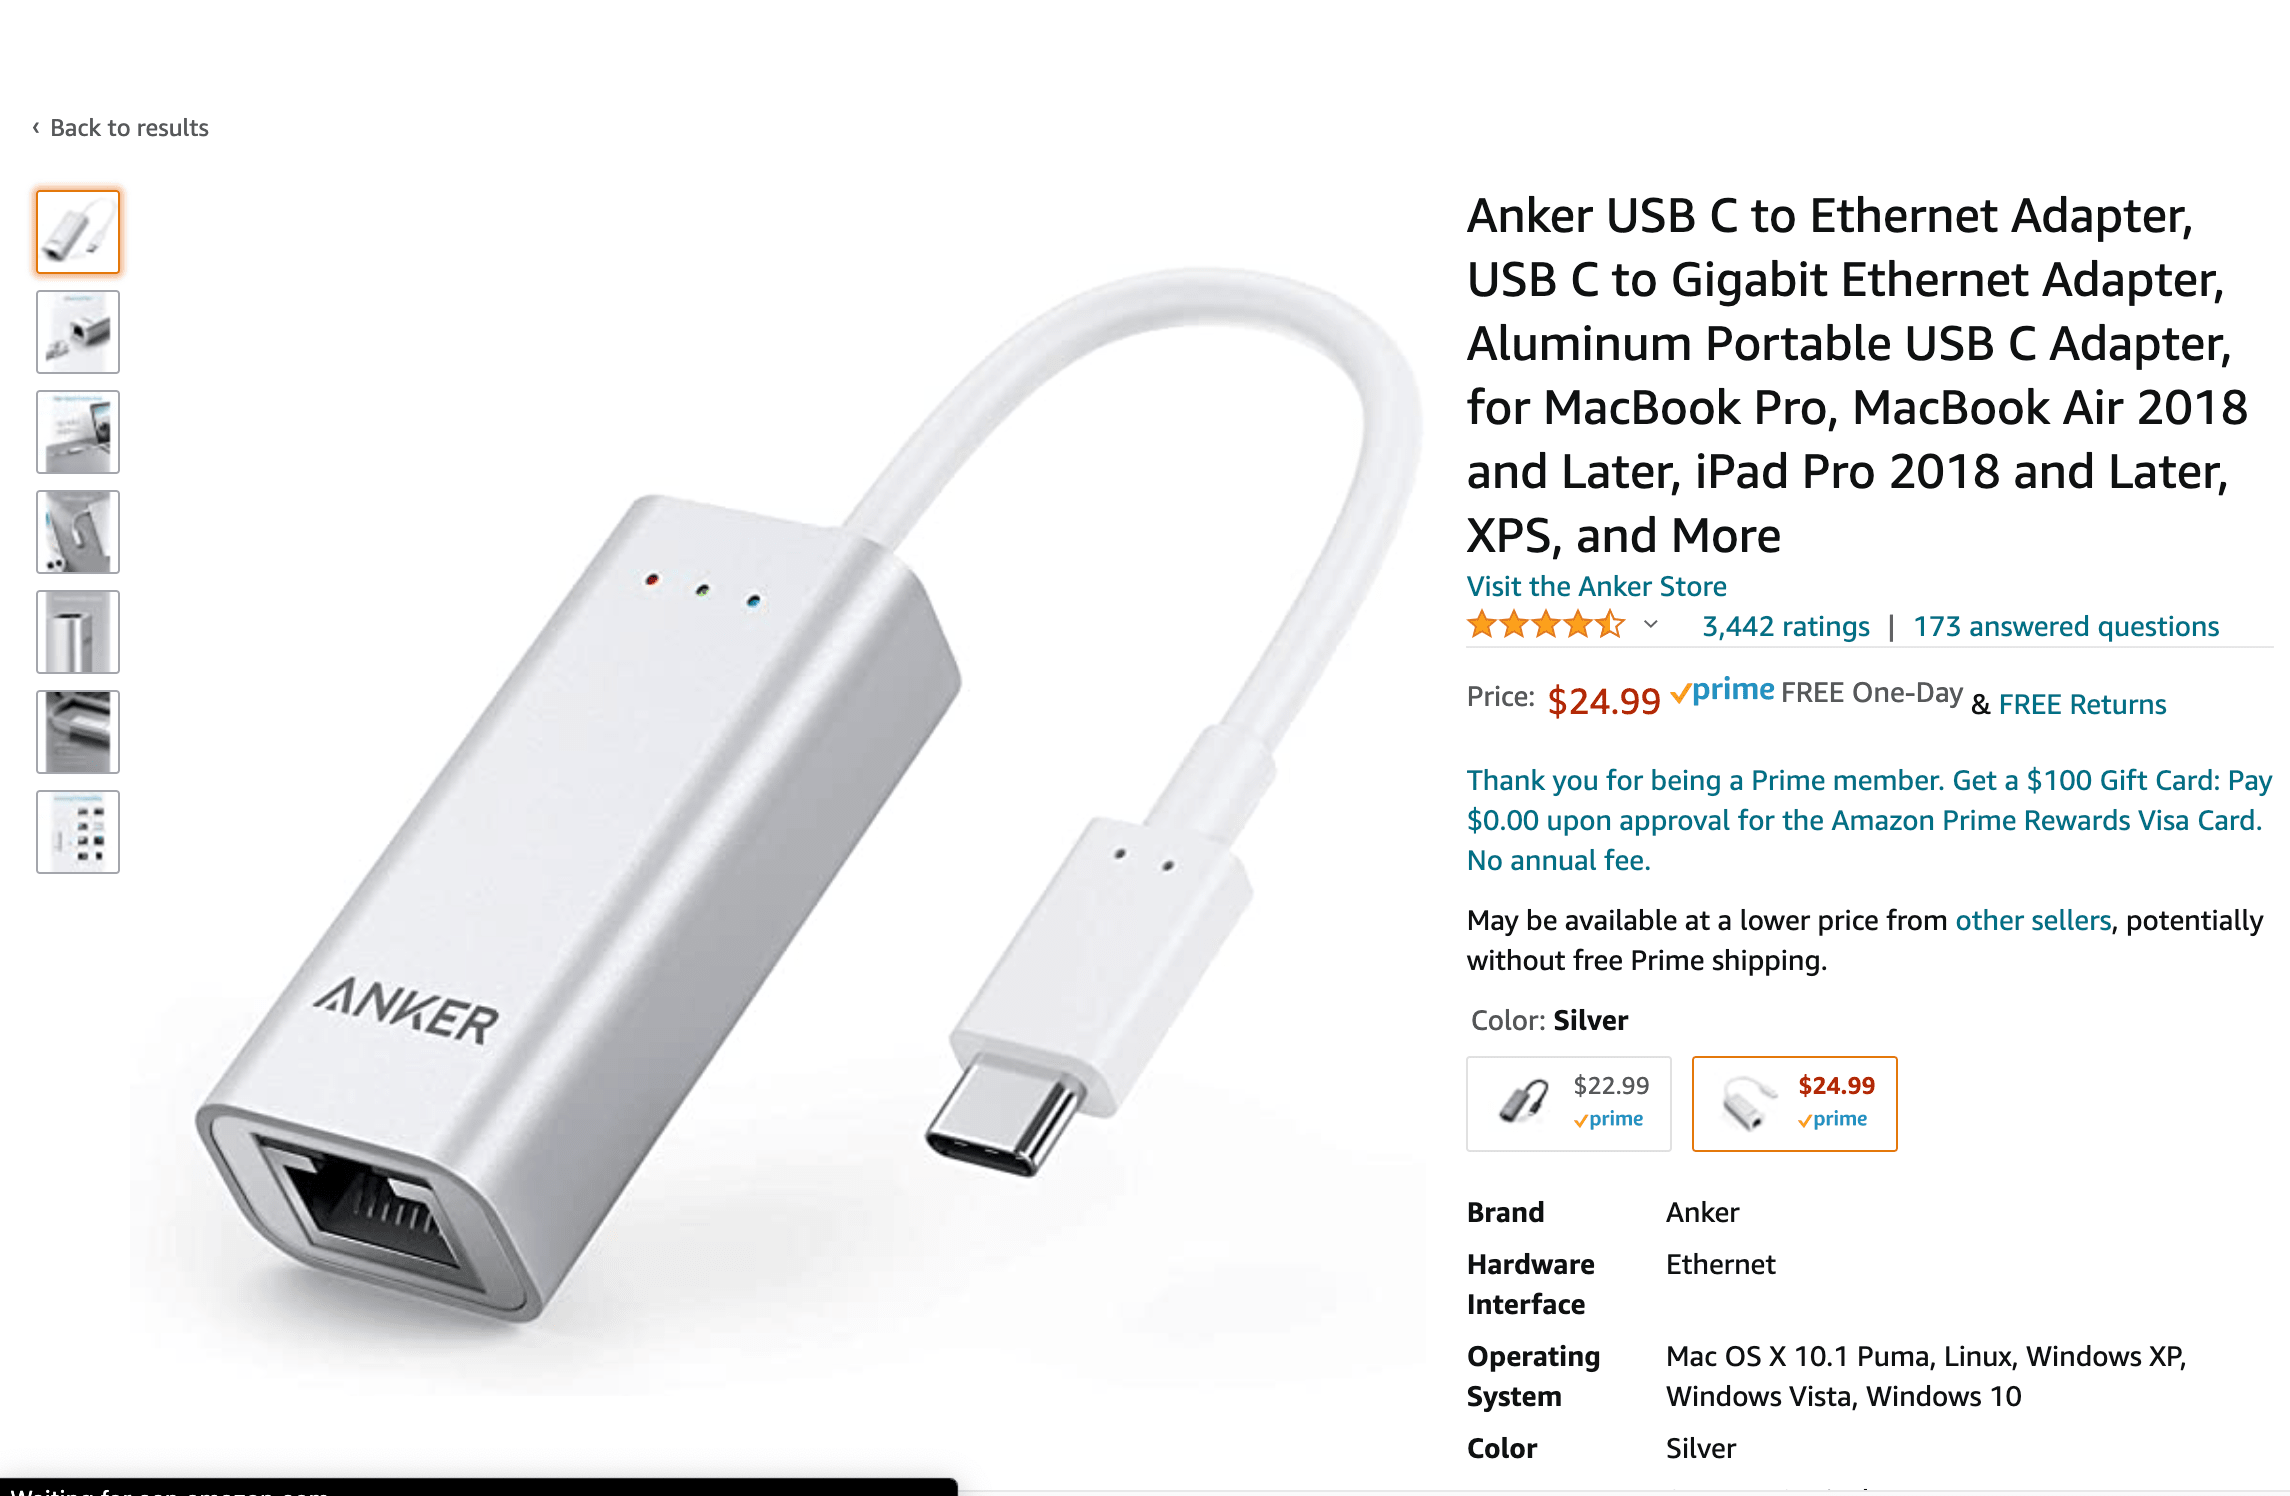 ‹ Back to results
Anker USB C to Ethernet Adapter,
USB C to Gigabit Ethernet Adapter,
Aluminum Portable USB C Adapter,
for MacBook Pro, MacBook Air 2018
and Later, iPad Pro 2018 and Later,
XPS, and More
Visit the Anker Store
3,442 ratings | 173 answered questions
Price: $24.99 prime FREE One-Day & FREE Returns
Thank you for being a Prime member. Get a $100 Gift Card: Pay
$0.00 upon approval for the Amazon Prime Rewards Visa Card.
No annual fee.
May be available at a lower price from other sellers, potentially
without free Prime shipping.
Color: Silver
$22.99
prime
$24.99
prime
Brand Anker
Hardware Ethernet
Interface
Operating Mac OS X 10.1 Puma, Linux, Windows XP,
System Windows Vista, Windows 10
Color Silver
ANKER